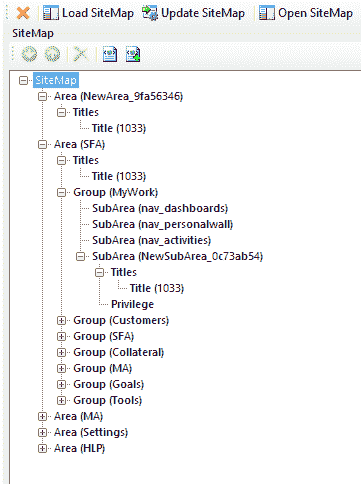 Load SiteMap Update SiteMap Open SiteMap
SiteMap
SiteMap
Area (NewArea_9fa56346)
Titles
Title (1033)
Area (SFA)
Titles
Title (1033)
Group (MyWork)
SubArea (nav_dashboards)
SubArea (nav_personalwall)
SubArea (nav_activities)
SubArea (NewSubArea_0c73ab54)
Titles
Title (1033)
Privilege
Group (Customers)
Group (SFA)
Group (Collateral)
Group (MA)
Group (Goals)
Group (Tools)
Area (MA)
Area (Settings)
Area (HLP)